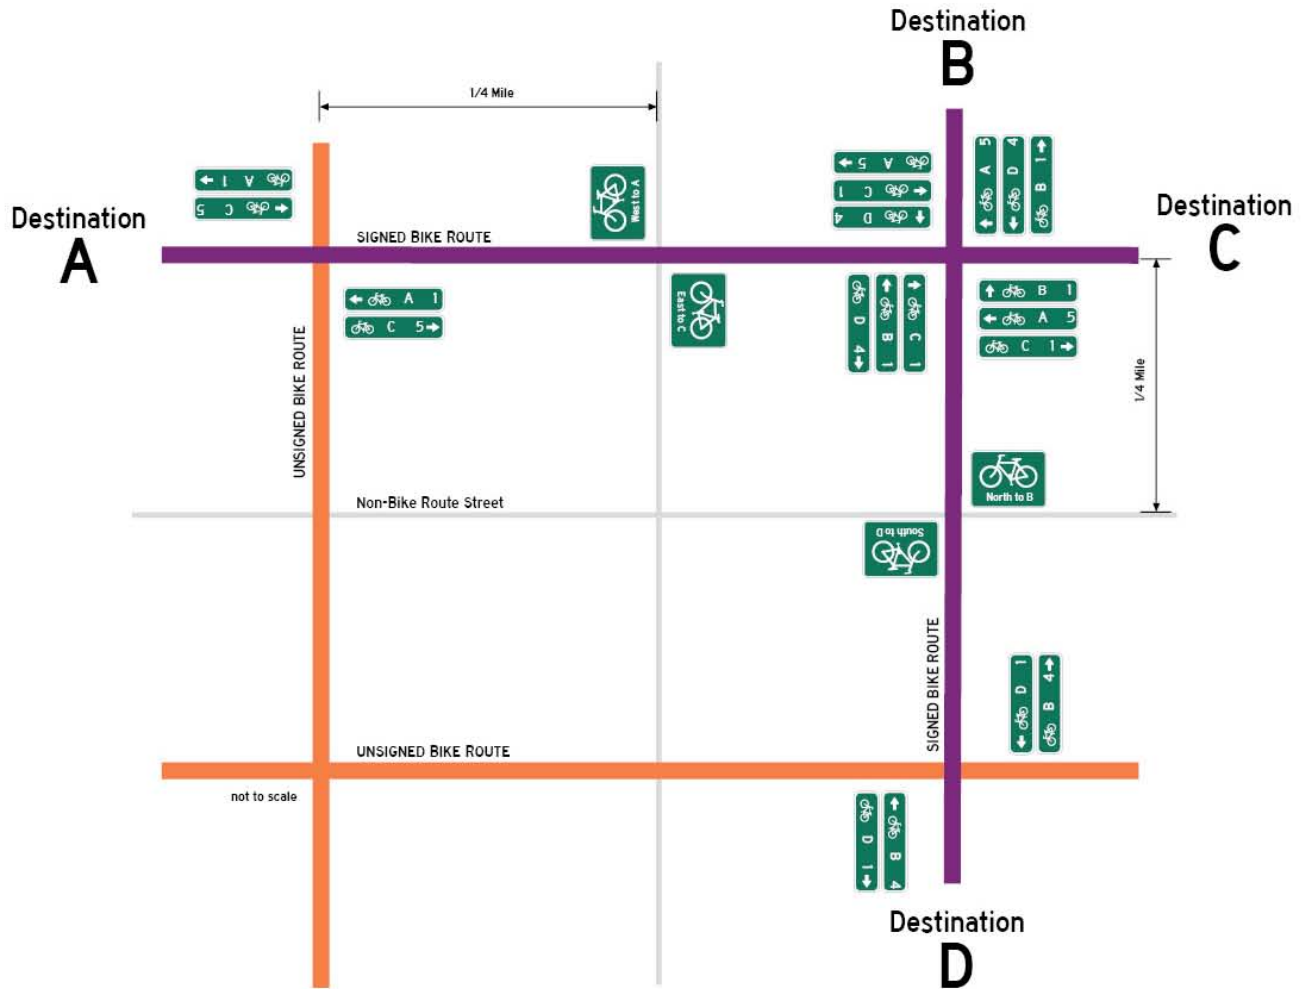 Destination
B
1/4 Mile
A 1
C 5
West to A
A 5
C 1
D 4
A 5
D 4
B 1
Destination
A
SIGNED BIKE ROUTE
Destination
C
A 1
C 5
East to C
D 4
B 1
C 1
B 1
A 5
C 1
1/4 Mile
UNSIGNED BIKE ROUTE
North to B
Non-Bike Route Street
South to D
SIGNED BIKE ROUTE
D 1
B 4
UNSIGNED BIKE ROUTE
not to scale
D 1
B 4
Destination
D